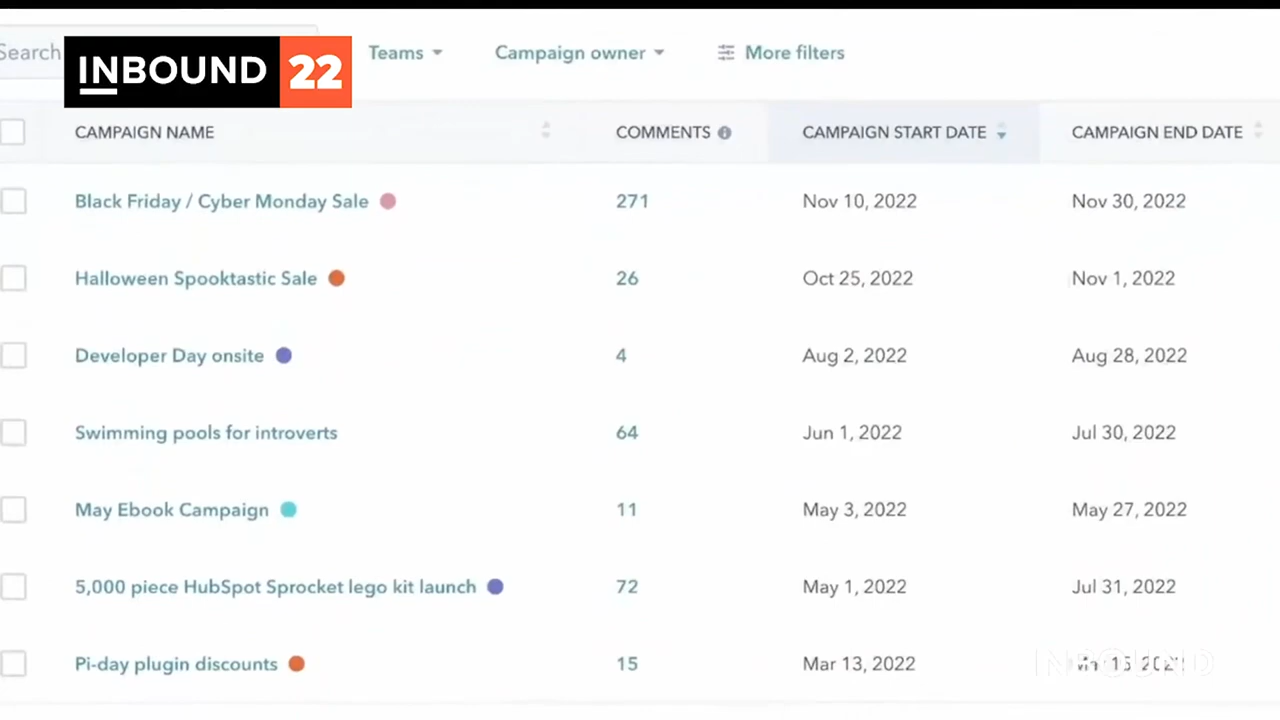 Search
INBOUND 22
Teams
Campaign owner
More filters
CAMPAIGN NAME
COMMENTS
CAMPAIGN START DATE
CAMPAIGN END DATE
Black Friday / Cyber Monday Sale
271
Nov 10, 2022
Nov 30, 2022
Halloween Spooktastic Sale
26
Oct 25, 2022
Nov 1, 2022
Developer Day onsite
4
Aug 2, 2022
Aug 28, 2022
Swimming pools for introverts
64
Jun 1, 2022
Jul 30, 2022
May Ebook Campaign
11
May 3, 2022
May 27, 2022
5,000 piece HubSpot Sprocket lego kit launch
72
May 1, 2022
Jul 31, 2022
Pi-day plugin discounts
15
Mar 13, 2022
INBOUND